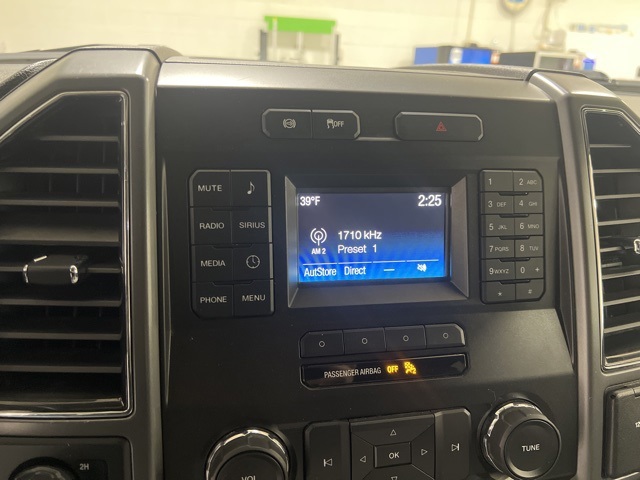 OFF
MUTE
RADIO SIRIUS
MEDIA
PHONE MENU
39°F 2:25
1710 kHz
AM 2 Preset 1
AutStore Direct —
1 2 ABC
3 DEF 4 GHI
5 JKL 6 MNO
7 PQRS 8 TUV
9 WXYZ 0 +
* #
PASSENGER AIRBAG OFF
OK
VOL TUNE
2H